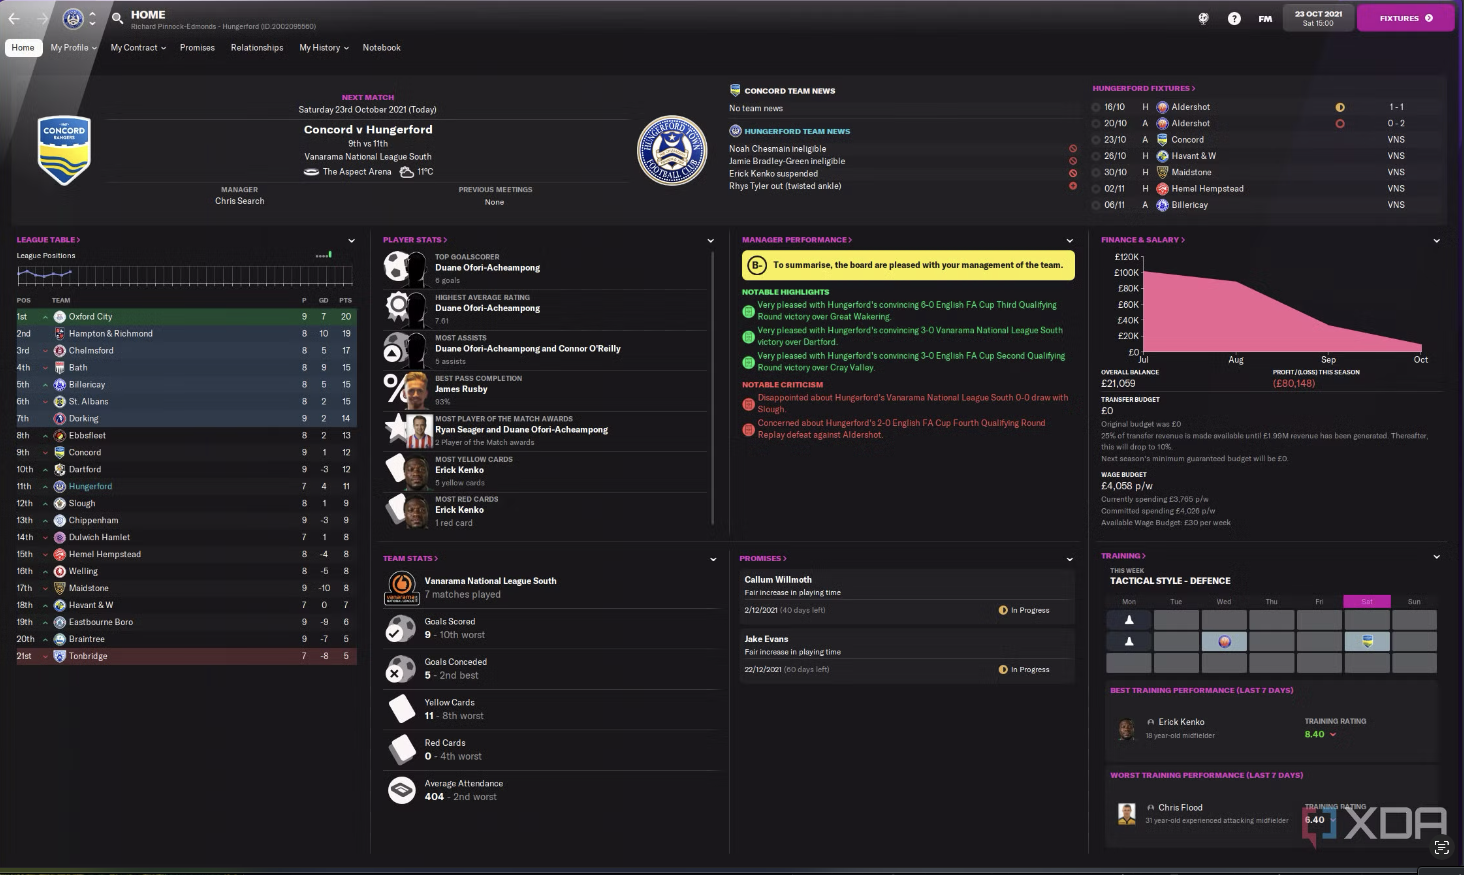 HOME
Richard Pinnock-Edmonds - Hungerford (ID:2002095560)
FM
23 OCT 2021
Sat 15:00
FIXTURES
Home
My Profile
My Contract
Promises
Relationships
My History
Notebook
CONCORD
RANGERS
NEXT MATCH
Saturday 23rd October 2021 (Today)
Concord v Hungerford
9th vs 11th
Vanarama National League South
The Aspect Arena
11°C
MANAGER
Chris Search
PREVIOUS MEETINGS
None
HUNGERFORD TOWN
FOOTBALL CLUB
CONCORD TEAM NEWS
No team news
HUNGERFORD TEAM NEWS
Noah Chesmain ineligible
Jamie Bradley-Green ineligible
Erick Kenko suspended
Rhys Tyler out (twisted ankle)
HUNGERFORD FIXTURES >
16/10 H Aldershot 1 - 1
20/10 A Aldershot 0 - 2
23/10 A Concord VNS
26/10 H Havant & W VNS
30/10 H Maidstone VNS
02/11 H Hemel Hempstead VNS
06/11 A Billericay VNS
LEAGUE TABLE >
League Positions
POS TEAM P GD PTS
1st Oxford City 9 7 20
2nd Hampton & Richmond 8 10 19
3rd Chelmsford 8 5 17
4th Bath 8 9 15
5th Billericay 8 5 15
6th St. Albans 8 2 15
7th Dorking 9 2 14
8th Ebbsfleet 8 2 13
9th Concord 9 1 12
10th Dartford 9 -3 12
11th Hungerford 7 4 11
12th Slough 8 1 9
13th Chippenham 9 -3 9
14th Dulwich Hamlet 7 1 8
15th Hemel Hempstead 8 -4 8
16th Welling 8 -5 8
17th Maidstone 9 -10 8
18th Havant & W 7 0 7
19th Eastbourne Boro 9 -9 6
20th Braintree 9 -7 5
21st Tonbridge 7 -8 5
PLAYER STATS >
TOP GOALSCORER
Duane Ofori-Acheampong
6 goals
HIGHEST AVERAGE RATING
Duane Ofori-Acheampong
7.61
MOST ASSISTS
Duane Ofori-Acheampong and Connor O'Reilly
5 assists
BEST PASS COMPLETION
James Rusby
93%
MOST PLAYER OF THE MATCH AWARDS
Ryan Seager and Duane Ofori-Acheampong
2 Player of the Match awards
MOST YELLOW CARDS
Erick Kenko
5 yellow cards
MOST RED CARDS
Erick Kenko
1 red card
TEAM STATS >
Vanarama National League South
7 matches played
Goals Scored
9 - 10th worst
Goals Conceded
5 - 2nd best
Yellow Cards
11 - 8th worst
Red Cards
0 - 4th worst
Average Attendance
404 - 2nd worst
MANAGER PERFORMANCE >
B- To summarise, the board are pleased with your management of the team.
NOTABLE HIGHLIGHTS
Very pleased with Hungerford's convincing 6-0 English FA Cup Third Qualifying
Round victory over Great Wakering.
Very pleased with Hungerford's convincing 3-0 Vanarama National League South
victory over Dartford.
Very pleased with Hungerford's convincing 3-0 English FA Cup Second Qualifying
Round victory over Cray Valley.
NOTABLE CRITICISM
Disappointed about Hungerford's Vanarama National League South 0-0 draw with
Slough.
Concerned about Hungerford's 2-0 English FA Cup Fourth Qualifying Round
Replay defeat against Aldershot.
PROMISES >
Callum Willmoth
Fair increase in playing time
2/12/2021 (40 days left) In Progress
Jake Evans
Fair increase in playing time
22/12/2021 (60 days left) In Progress
FINANCE & SALARY >
£120K
£100K
£80K
£60K
£40K
£20K
£0
Jul Aug Sep Oct
OVERALL BALANCE
£21,059
PROFIT/(LOSS) THIS SEASON
(£80,148)
TRANSFER BUDGET
£0
Original budget was £0
25% of transfer revenue is made available until £1.99M revenue has been generated. Thereafter,
this will drop to 10%.
Next season's minimum guaranteed budget will be £0.
WAGE BUDGET
£4,058 p/w
Currently spending £3,765 p/w
Committed spending £4,026 p/w
Available Wage Budget: £30 per week
TRAINING >
THIS WEEK
TACTICAL STYLE - DEFENCE
Mon Tue Wed Thu Fri Sat Sun
BEST TRAINING PERFORMANCE (LAST 7 DAYS)
Erick Kenko
18 year-old midfielder
TRAINING RATING
8.40
WORST TRAINING PERFORMANCE (LAST 7 DAYS)
Chris Flood
31 year-old experienced attacking midfielder
TRAINING RATING
6.40
XDA